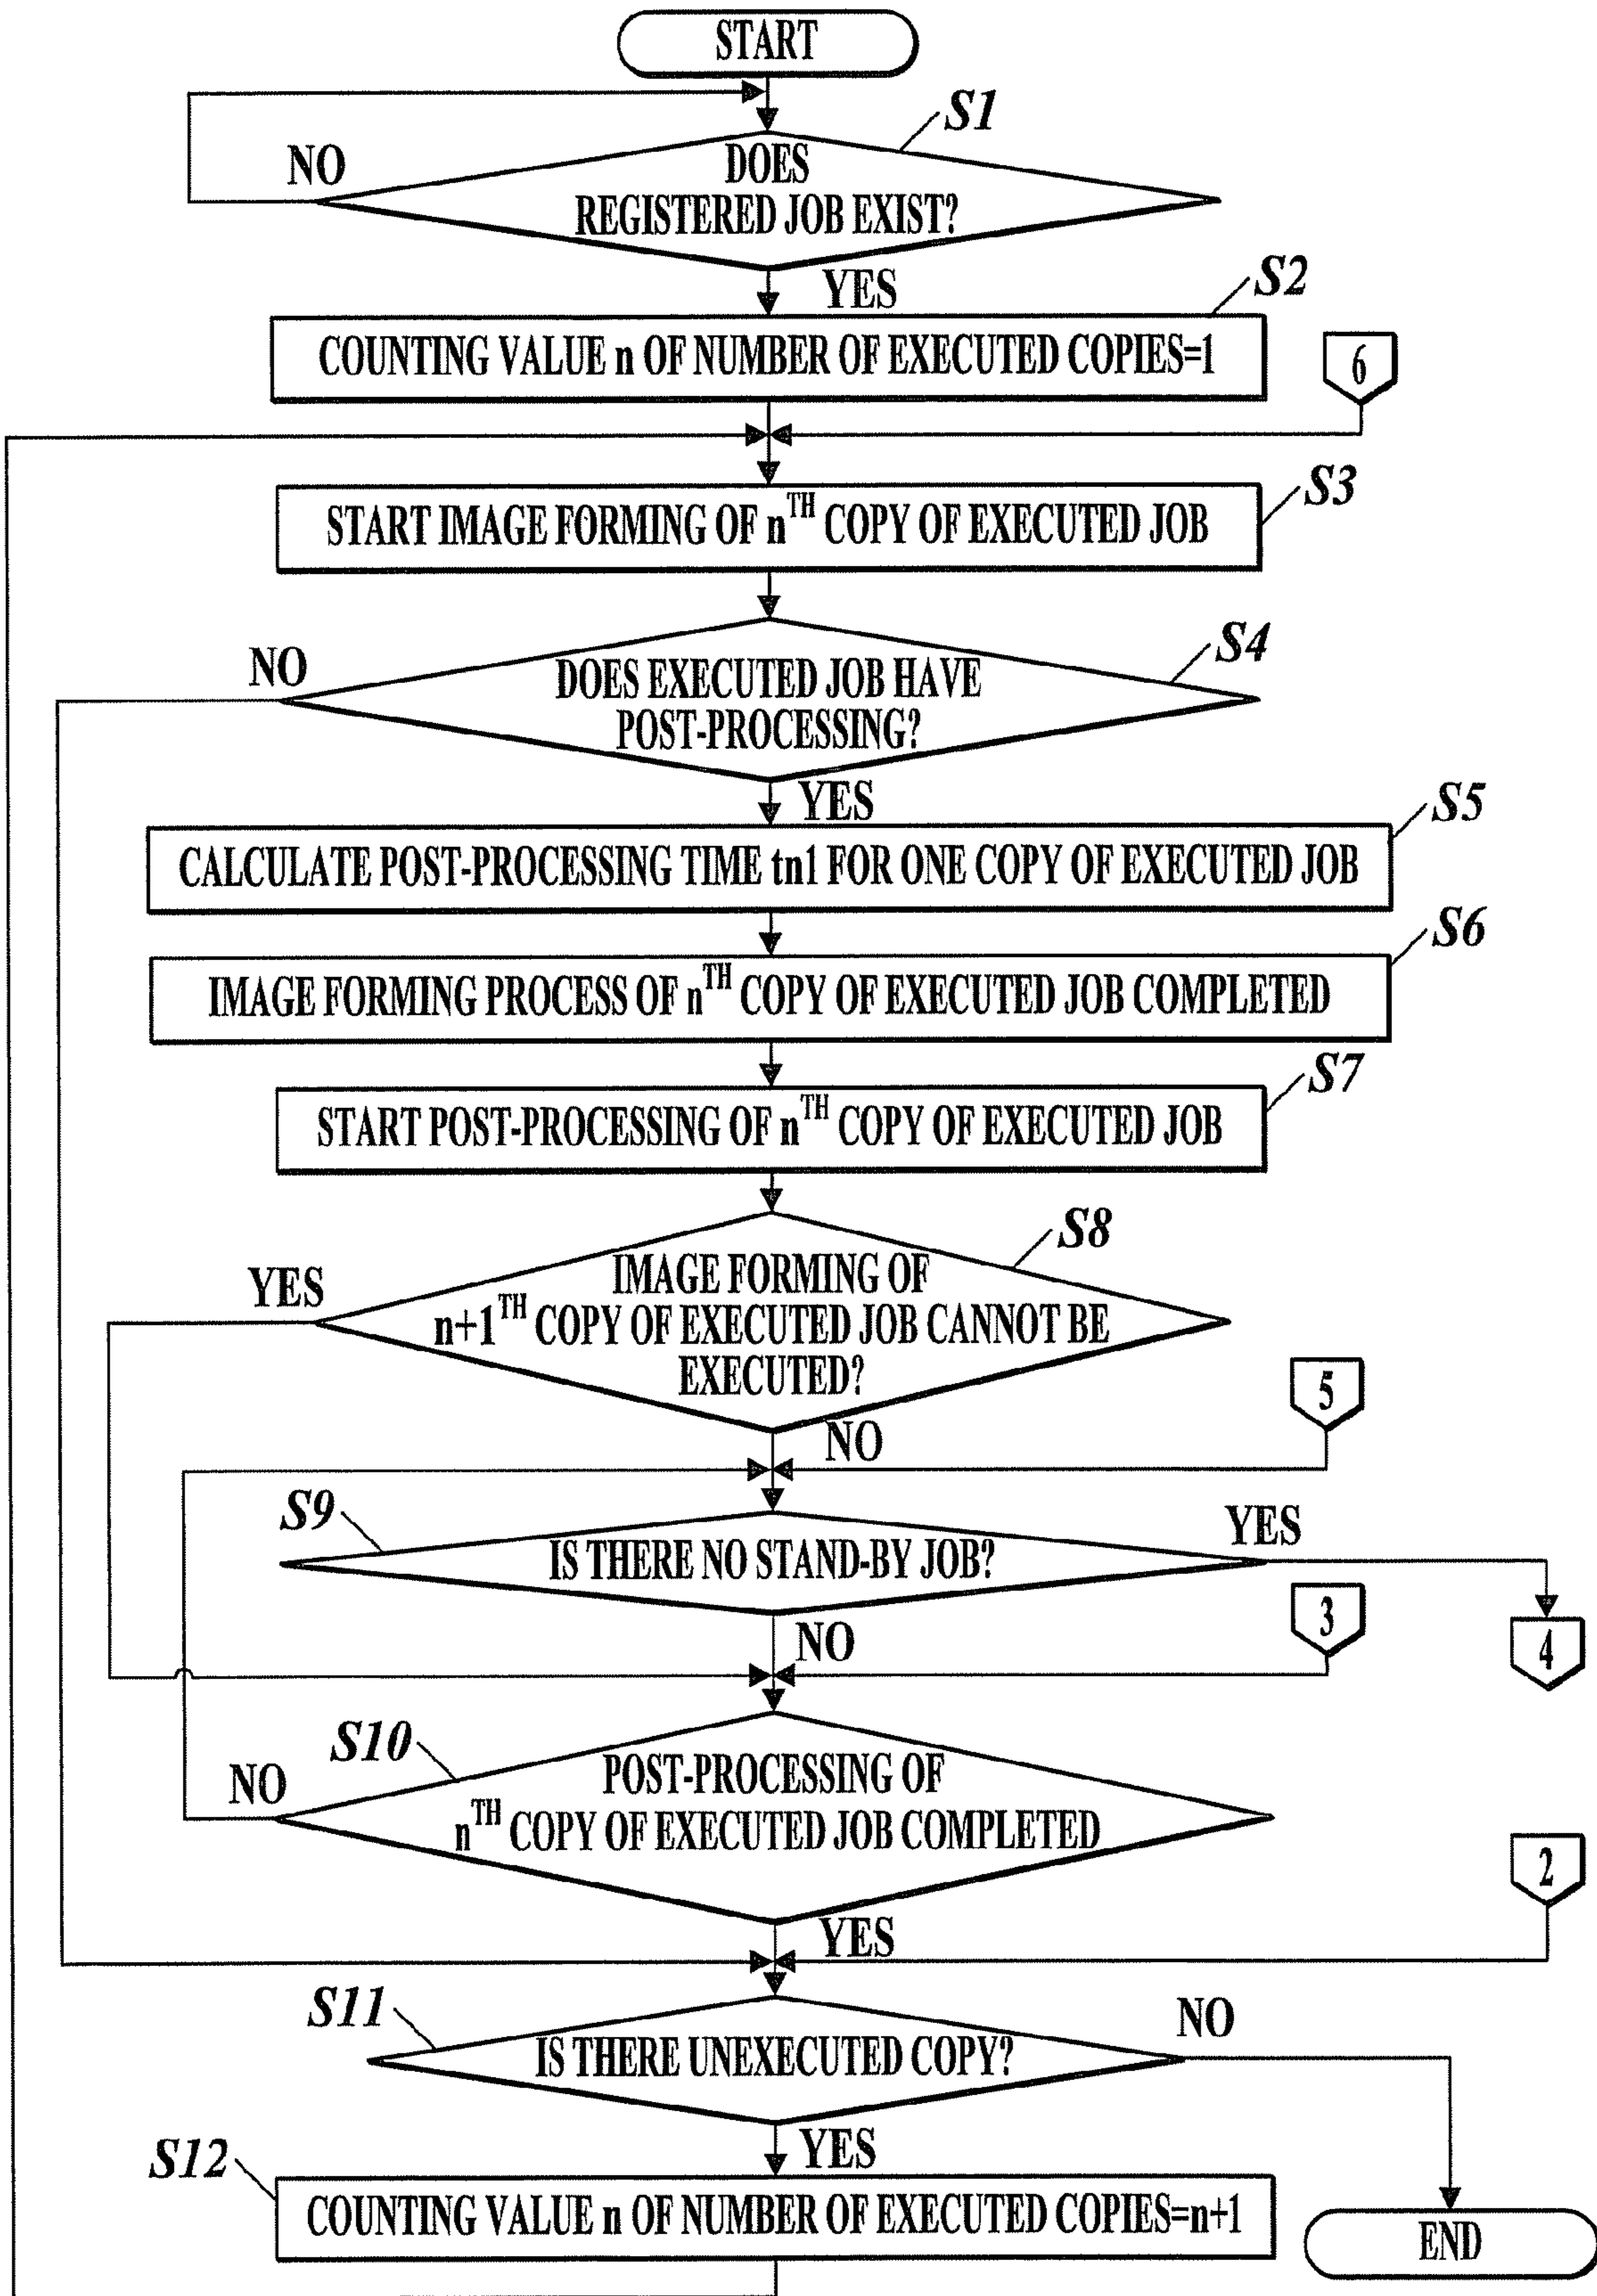 START
S1
NO
DOES
REGISTERED JOB EXIST?
YES
S2
COUNTING VALUE n OF NUMBER OF EXECUTED COPIES=1
6
S3
START IMAGE FORMING OF nTH COPY OF EXECUTED JOB
S4
NO
DOES EXECUTED JOB HAVE
POST-PROCESSING?
YES
S5
CALCULATE POST-PROCESSING TIME tn1 FOR ONE COPY OF EXECUTED JOB
S6
IMAGE FORMING PROCESS OF nTH COPY OF EXECUTED JOB COMPLETED
S7
START POST-PROCESSING OF nTH COPY OF EXECUTED JOB
S8
YES
IMAGE FORMING OF
n+1TH COPY OF EXECUTED JOB CANNOT BE
EXECUTED?
5
NO
S9
YES
IS THERE NO STAND-BY JOB?
3
NO
4
S10
NO
POST-PROCESSING OF
nTH COPY OF EXECUTED JOB COMPLETED
2
YES
S11
NO
IS THERE UNEXECUTED COPY?
YES
S12
COUNTING VALUE n OF NUMBER OF EXECUTED COPIES=n+1
END